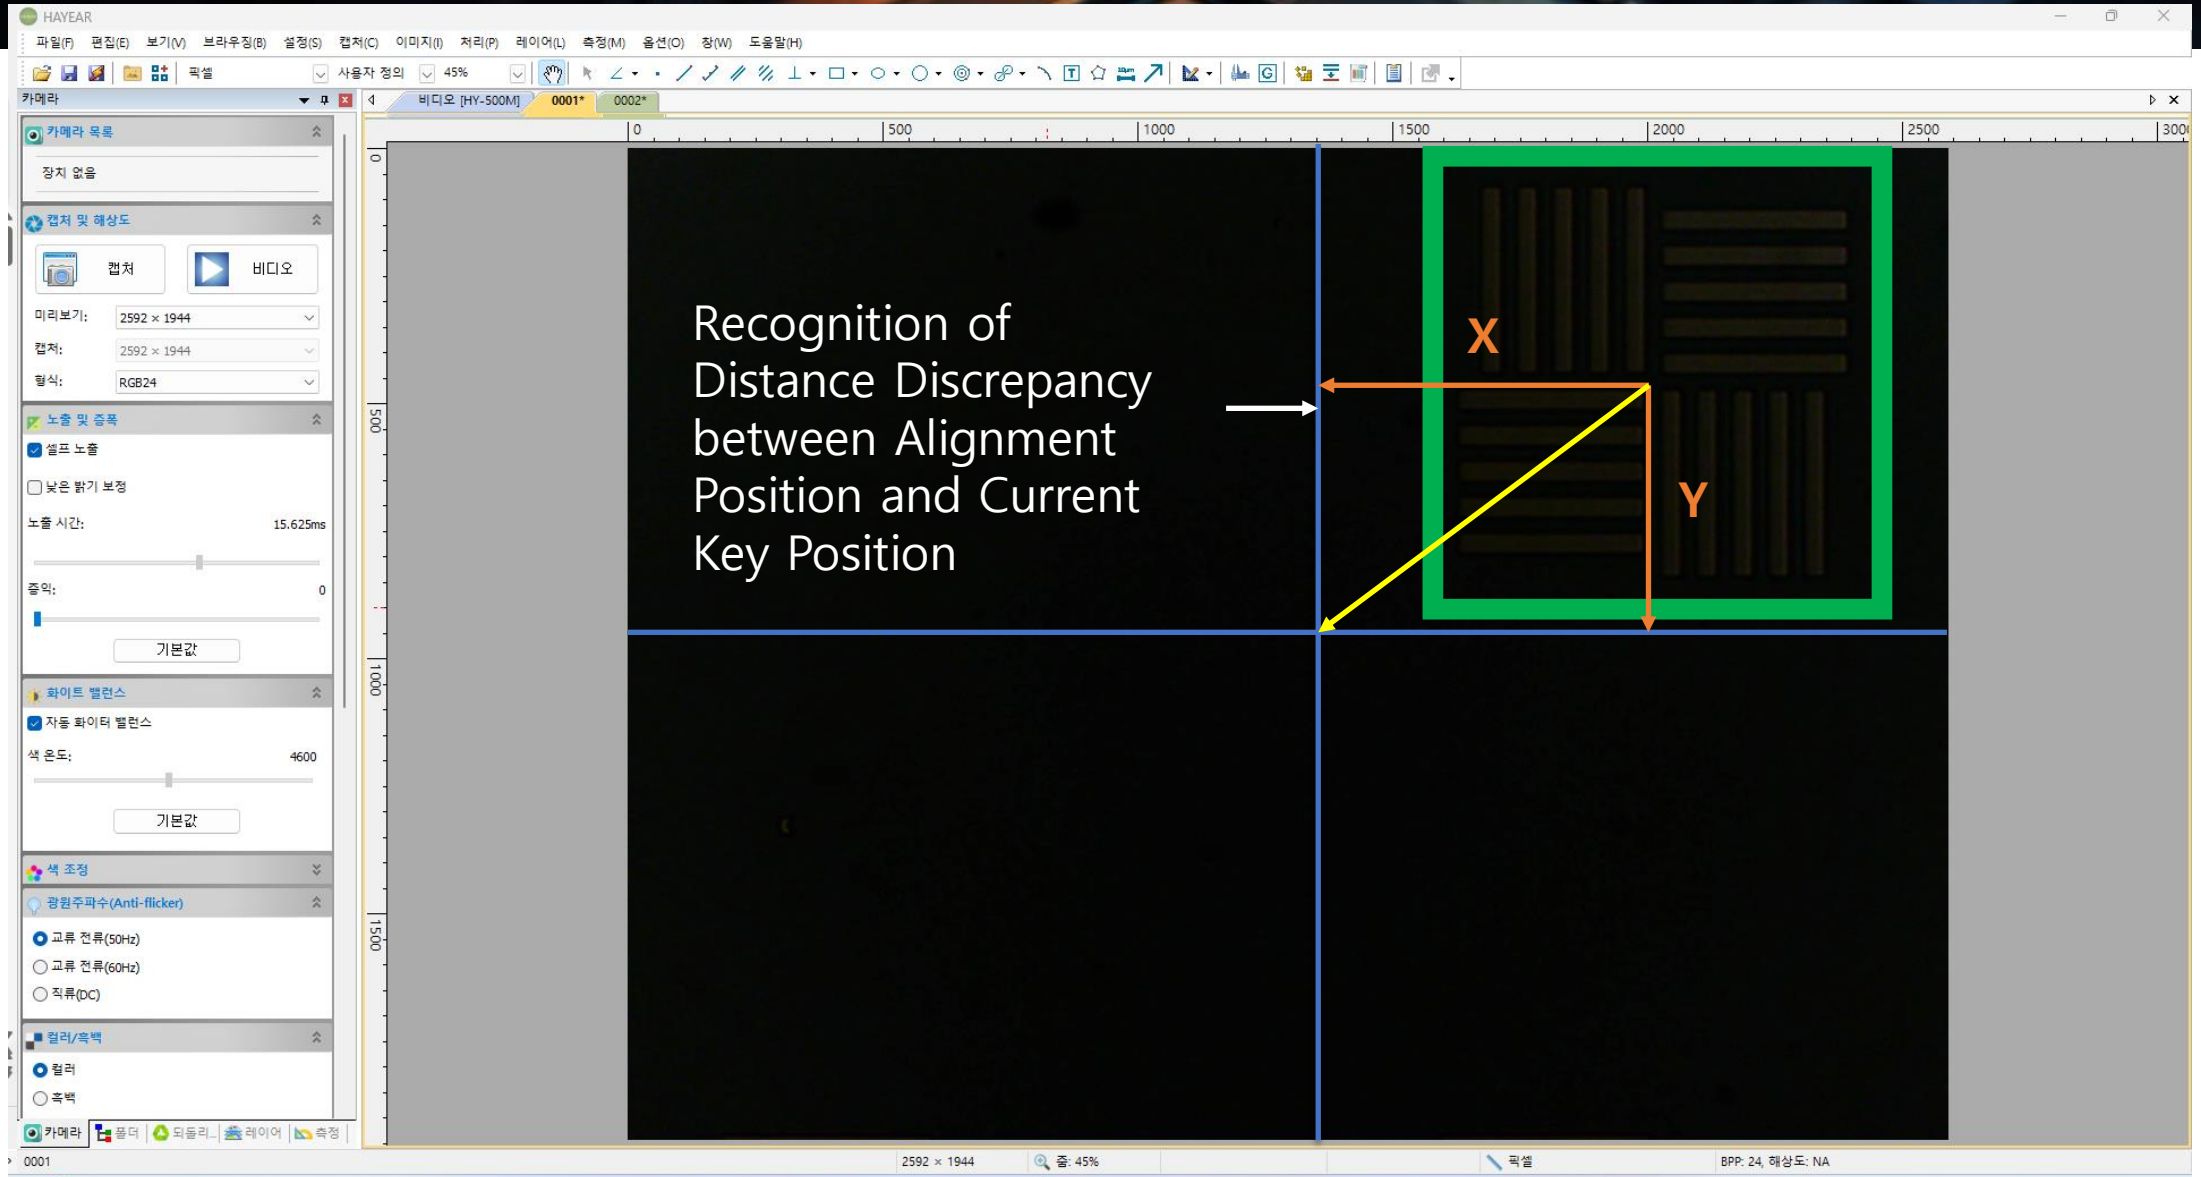 HAYEAR
파일(F) 편집(E) 보기(V) 브라우징(B) 설정(S) 캡처(C) 이미지(I) 처리(P) 레이어(L) 측정(M) 옵션(O) 창(W) 도움말(H)
픽셀 사용자 정의 45%
카메라
비디오 [HY-500M] 0001* 0002*
카메라 목록
장치 없음
캡처 및 해상도
캡처 비디오
미리보기: 2592 × 1944
캡처: 2592 × 1944
형식: RGB24
노출 및 증폭
셀프 노출
낮은 밝기 보정
노출 시간: 15.625ms
증익: 0
기본값
화이트 밸런스
자동 화이터 밸런스
색 온도: 4600
기본값
색 조정
광원주파수(Anti-flicker)
교류 전류(50Hz)
교류 전류(60Hz)
직류(DC)
컬러/흑백
컬러
흑백
카메라 폴더 되돌리... 레이어 측정
0 500 1000 1500 2000 2500 300
0
500
1000
1500
Recognition of
Distance Discrepancy
between Alignment
Position and Current
Key Position
X
Y
0001 2592 × 1944 줌: 45% 픽셀 BPP: 24, 해상도: NA